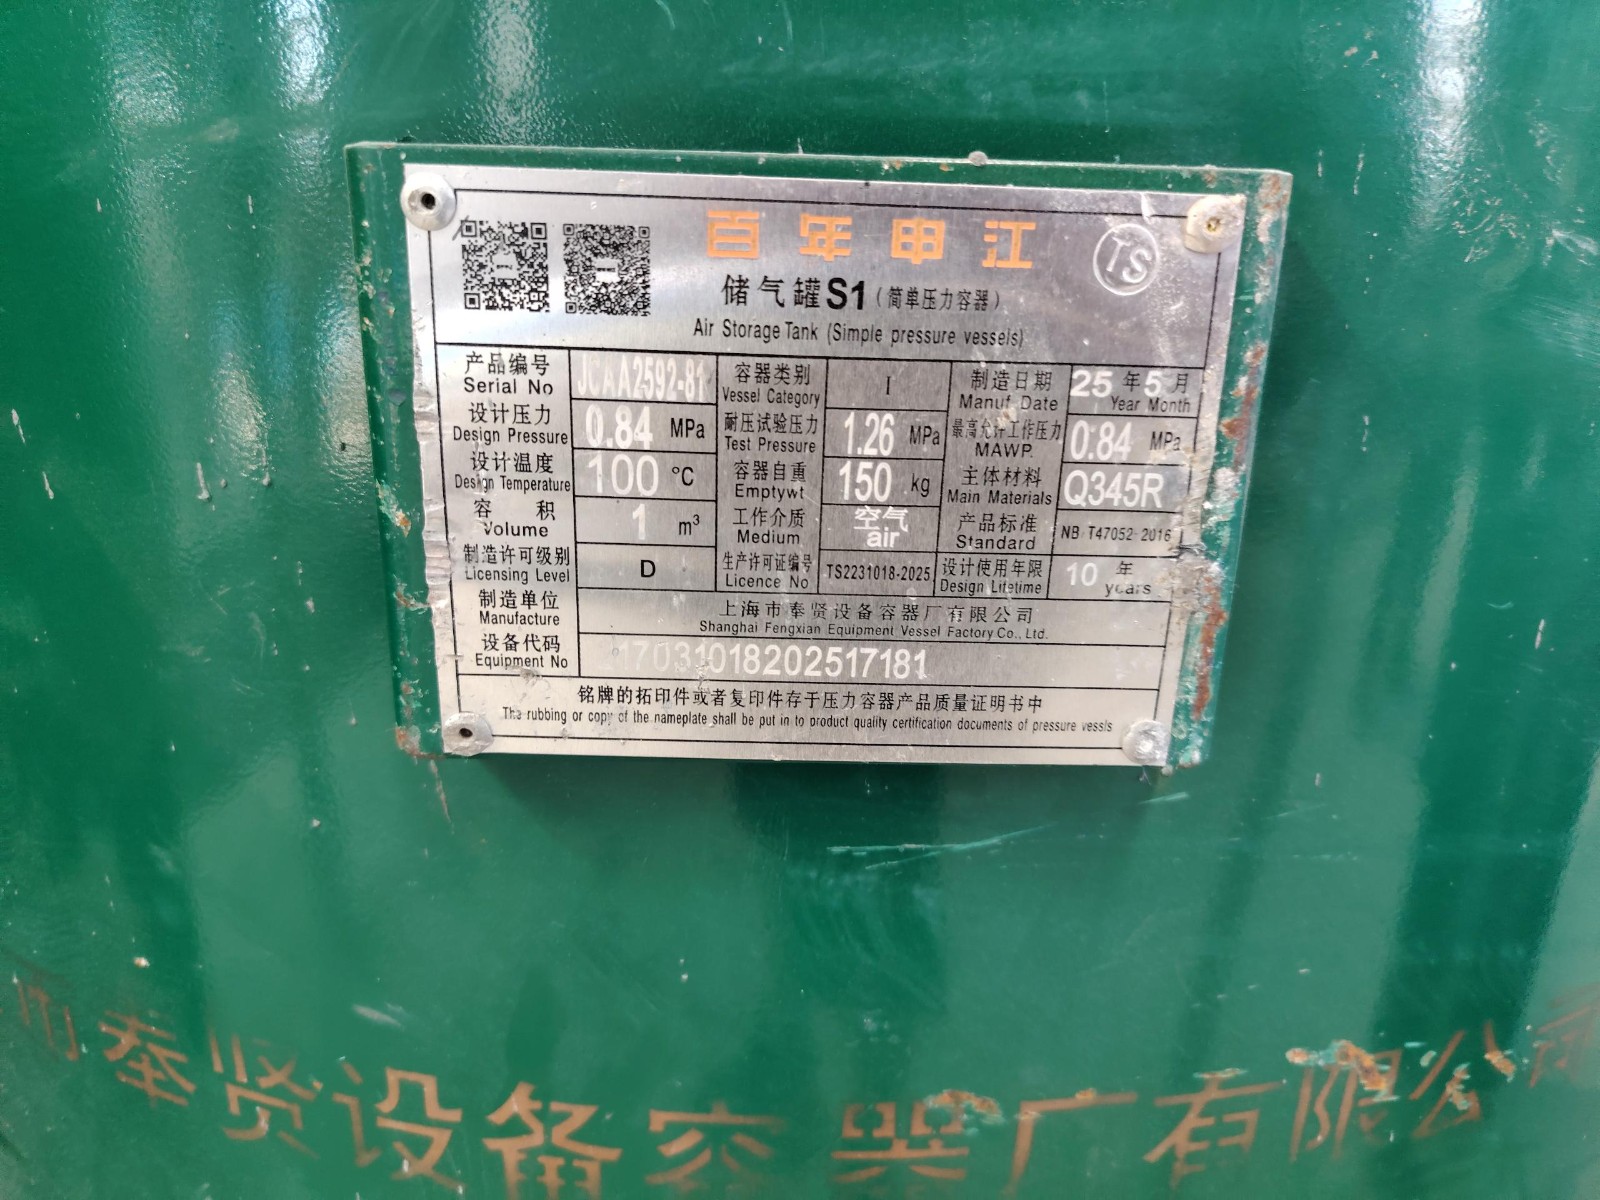 百年申江
TS
储气罐S1(简单压力容器)
Air Storage Tank (Simple pressure vessels)
产品编号 Serial No JCAA2592-81 容器类别 Vessel Category I 制造日期 Manuf Date 25年5月 Year Month
设计压力 Design Pressure 0.84 MPa 耐压试验压力 Test Pressure 1.26 MPa 最高允许工作压力 MAWP 0.84 MPa
设计温度 Design Temperature 100 ℃ 容器自重 Emptywt 150 kg 主体材料 Main Materials Q345R
容积 Volume 1 m³ 工作介质 Medium 空气 air 产品标准 Standard NB/T47052-2016
制造许可级别 Licensing Level D 生产许可证编号 Licence No TS2231018-2025 设计使用年限 Design Lifetime 10 年 years
制造单位 Manufacture 上海市奉贤设备容器厂有限公司
Shanghai Fengxian Equipment Vessel Factory Co., Ltd.
设备代码 Equipment No 217031018202517181
铭牌的拓印件或者复印件存于压力容器产品质量证明书中
The rubbing or copy of the nameplate shall be put in to product quality certification documents of pressure vessls
市奉贤设备容器厂有限公司